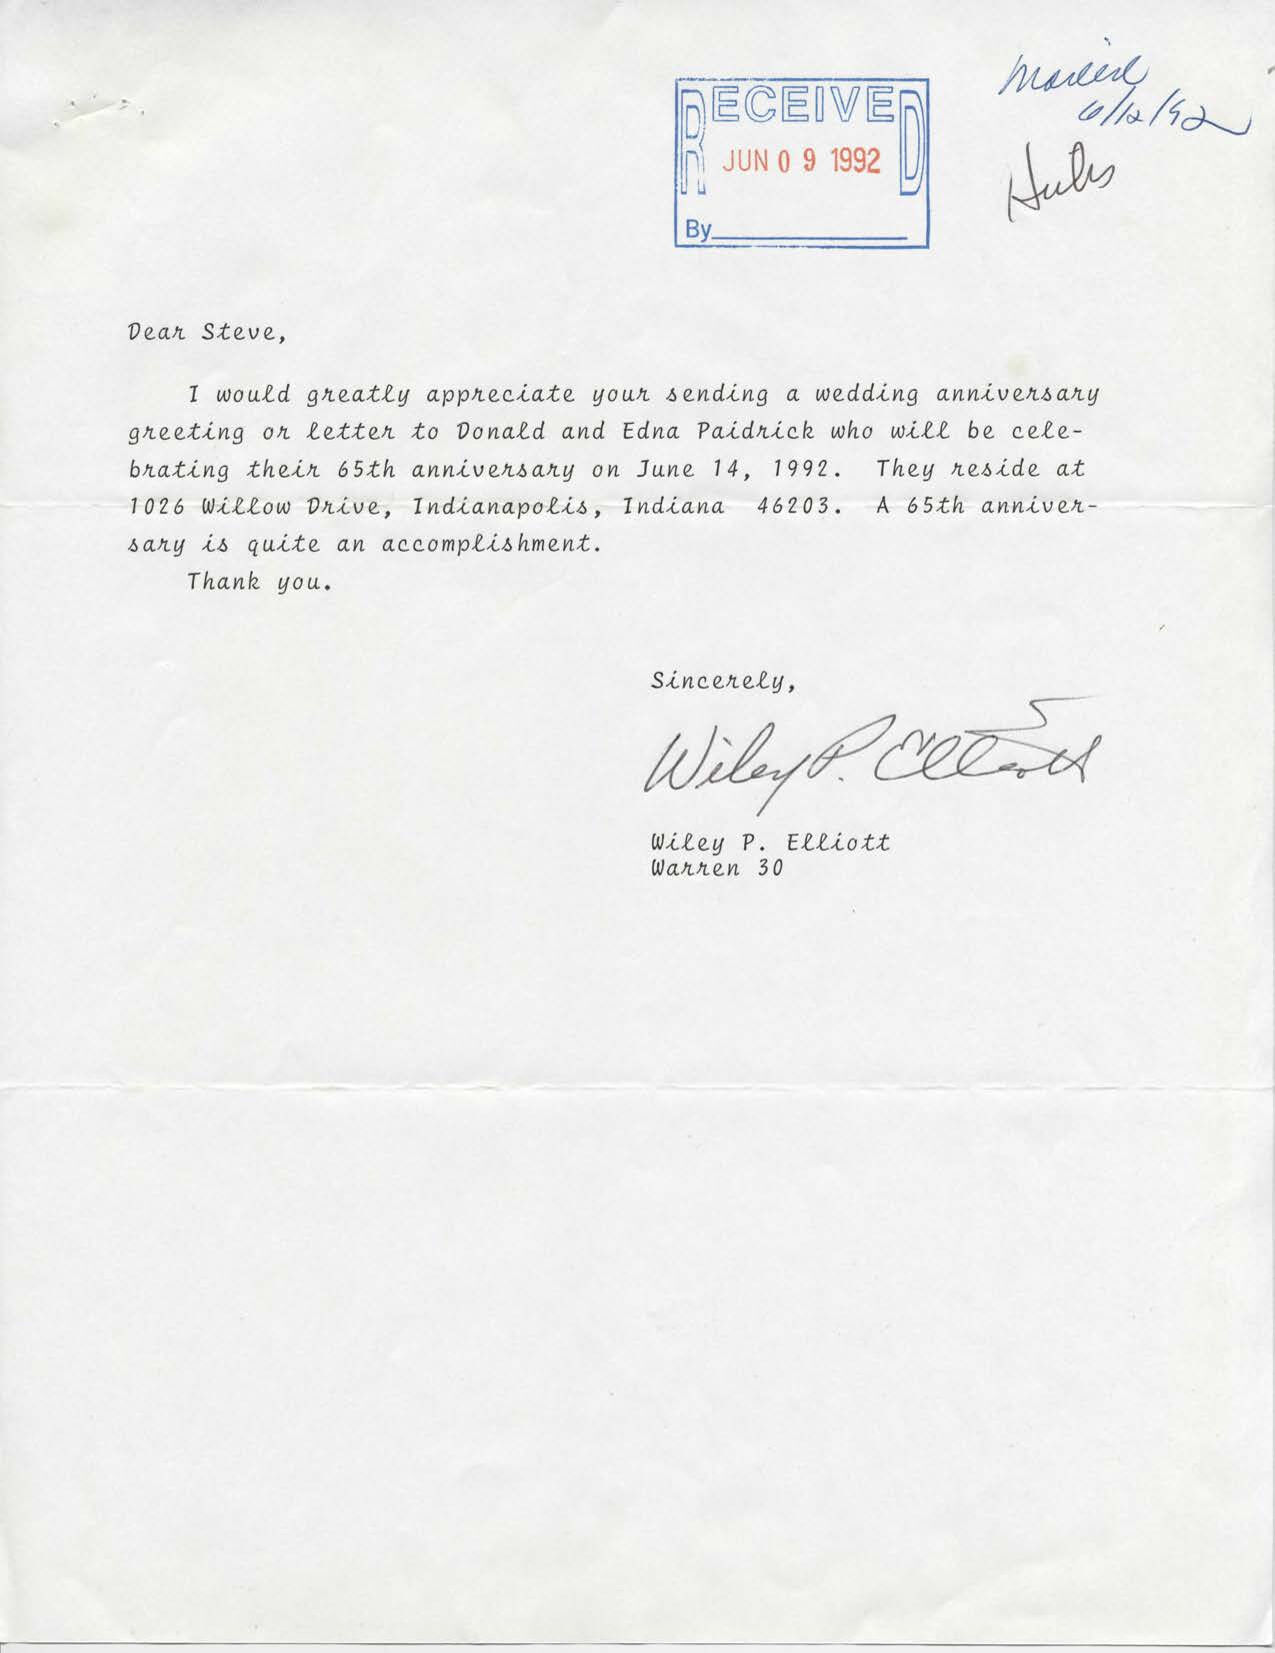 RECEIVED
JUN 0 9 1992
By
Mailed
6/12/92
Dear Steve,
I would greatly appreciate your sending a wedding anniversary
greeting or letter to Donald and Edna Paidrick who will be cele-
brating their 65th anniversary on June 14, 1992. They reside at
1026 Willow Drive, Indianapolis, Indiana 46203. A 65th anniver-
sary is quite an accomplishment.
Thank you.
Sincerely,
Wiley P. Elliott
Wiley P. Elliott
Warren 30